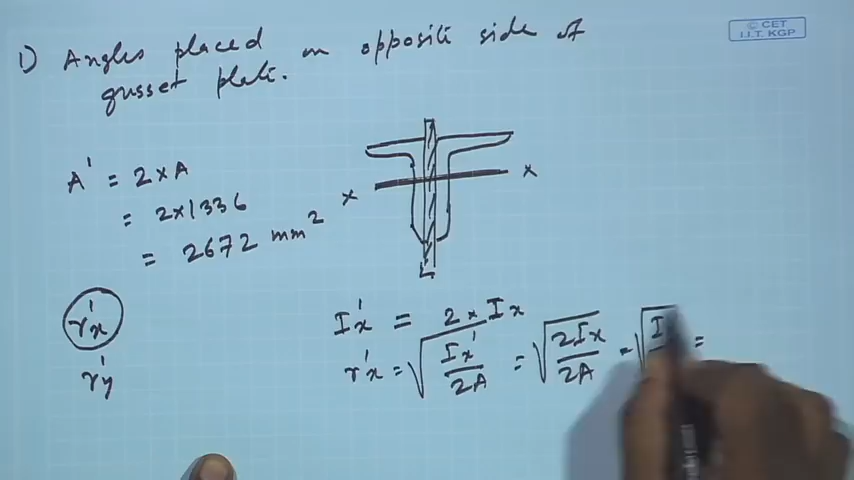 © CET
I.I.T. KGP
1) Angles placed on opposite side of
gusset plate.
A' = 2×A
= 2×1336
= 2672 mm²
x x
r'x
r'y
I'x = 2 × Ix
r'x = √(Ix'/2A) = √(2Ix/2A) = √(I =